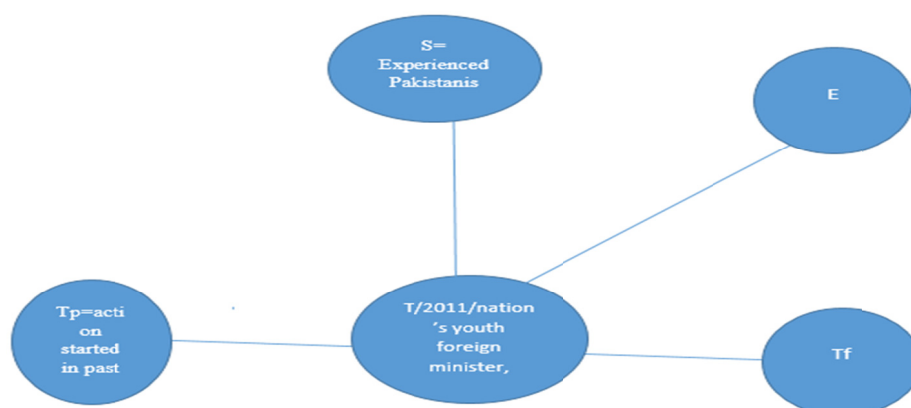 S=
Experienced
Pakistanis
E
Tp=acti
on
started
in past
T/2011/nation
's youth
foreign
minister,
Tf